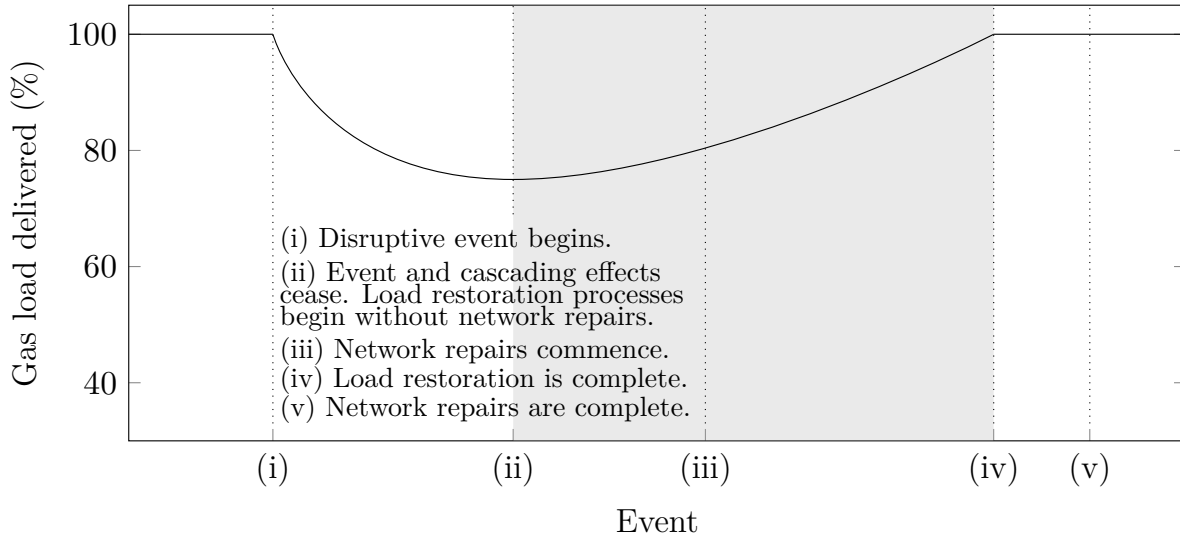 100
80
60
40
Gas load delivered (%)
(i) Disruptive event begins.
(ii) Event and cascading effects
cease. Load restoration processes
begin without network repairs.
(iii) Network repairs commence.
(iv) Load restoration is complete.
(v) Network repairs are complete.
(i) (ii) (iii) (iv) (v)
Event